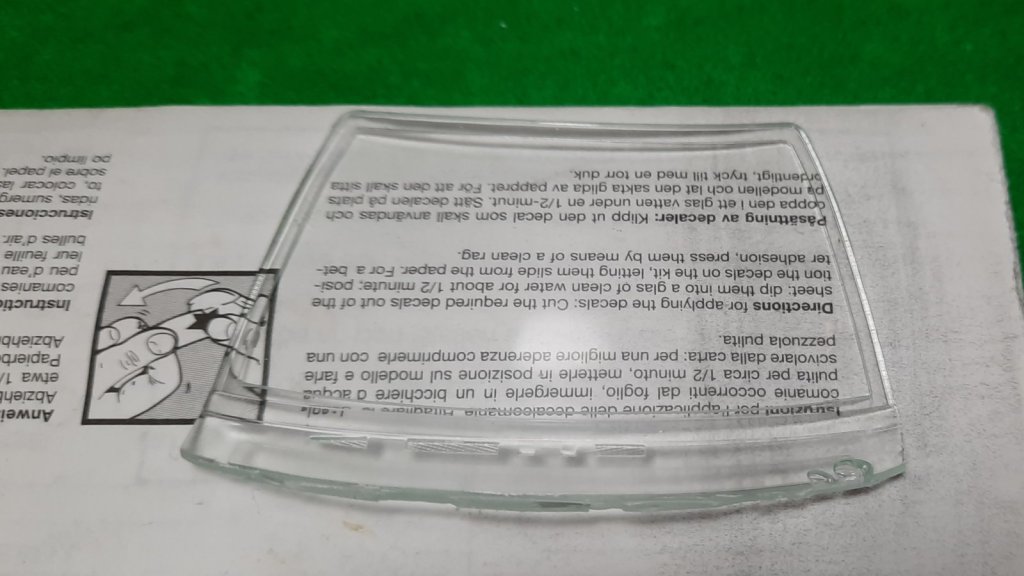 Istruzioni per l'applicazione delle decalcomanie: Ritagliare le
comanie occorrenti dal foglio, immergerle in un bicchiere d'acqua
pulita per circa 1/2 minuto, metterle in posizione sul modello e farle
scivolare dalla carta: per una migliore aderenza comprimerle con una
pezzuola pulita.
Directions for applying the decals: Cut the required decals out of the
sheet; dip them into a glas of clean water for about 1/2 minute; posi-
tion the decals on the kit, letting them slide from the paper. For a bet-
ter adhesion, press them by means of a clean rag.
Påsättning av decaler: Klipp ut den decal som skall användas och
doppa den i ett glas vatten under en 1/2-minut. Sätt decalen på plats
på modellen och lat den sakta glida av pappret. För att den skall sitta
ordentligt, tryck till med en torr duk.
Anwei
Abziehb
etwa 1/
Papierb
Abziehb
Instructio
companies
peu d'eau
leur feuille
bulles d'air.
Istrucciones
ndas, sumerg
to, colocar las
sobre el papel.
po limpio.